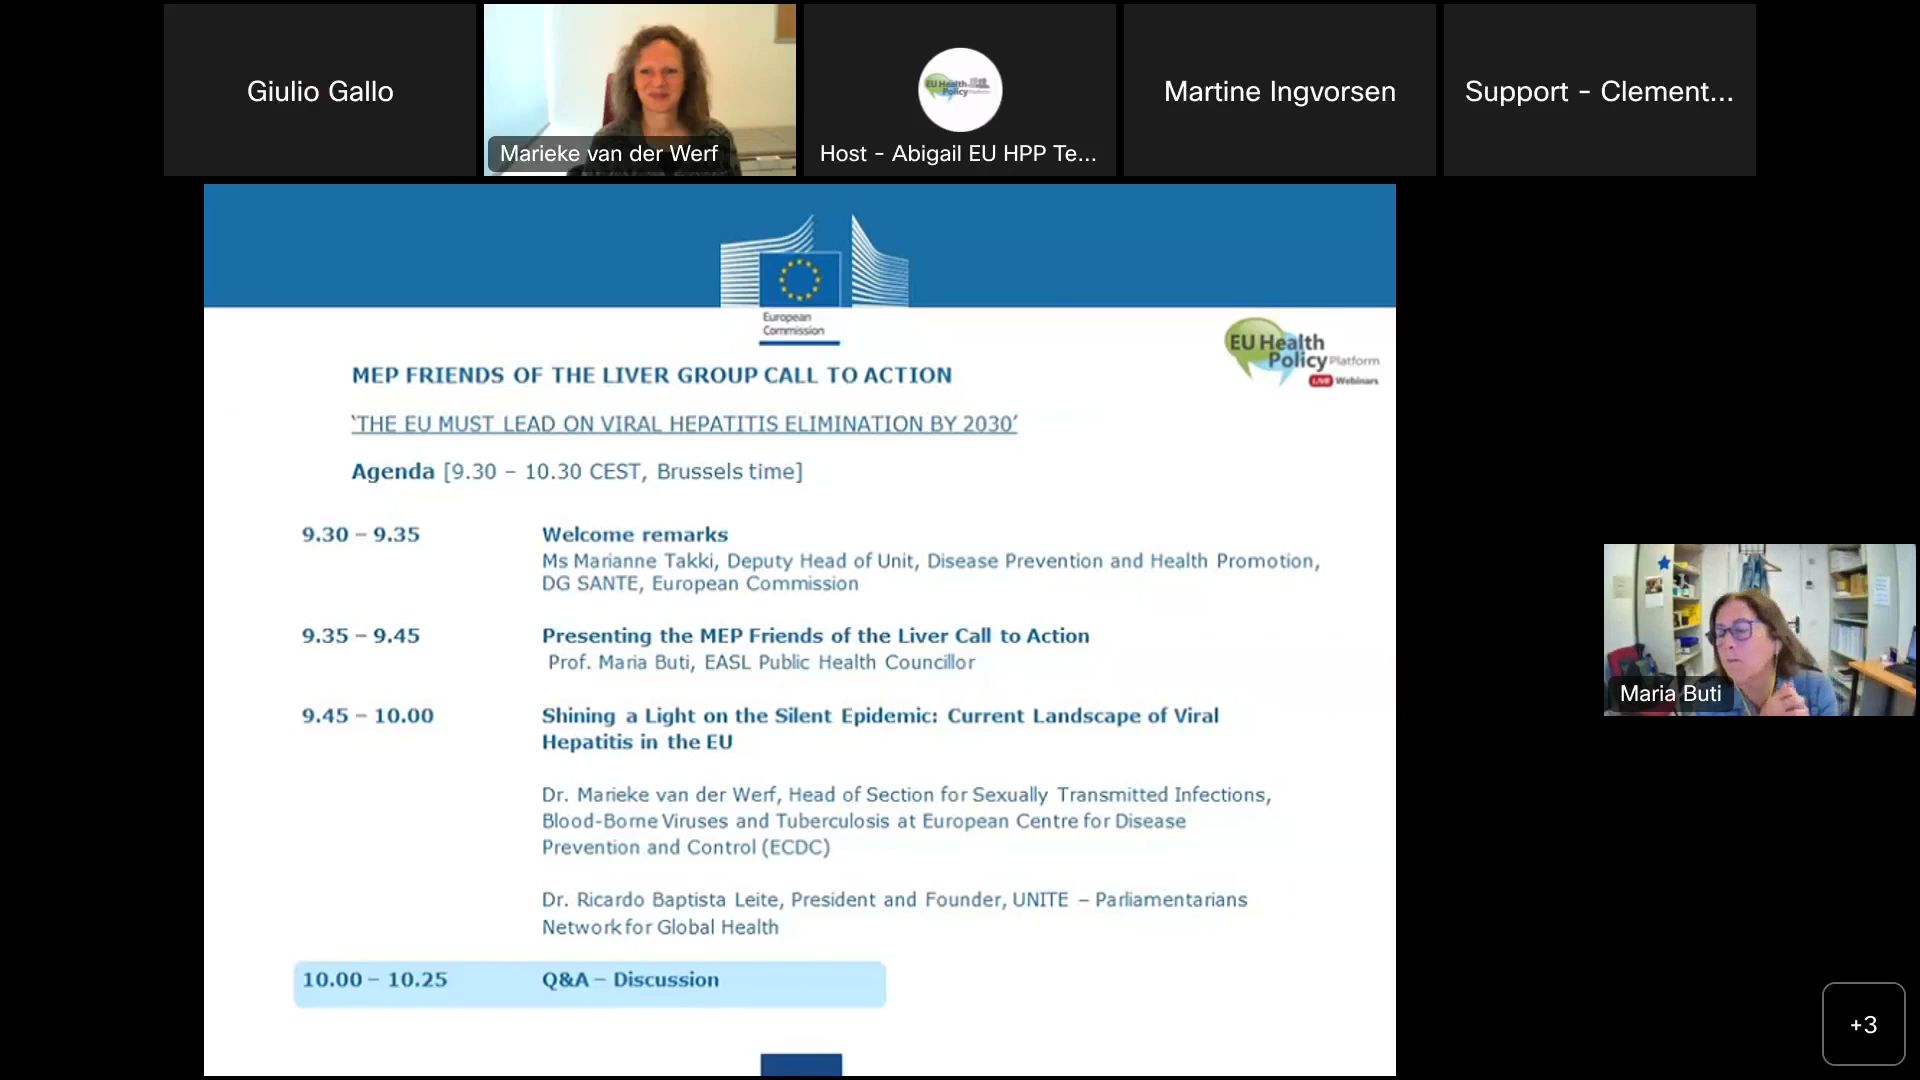 Giulio Gallo
Marieke van der Werf
EU Health
Policy Platform
Host - Abigail EU HPP Te...
Martine Ingvorsen
Support - Clement...
European
Commission
EU Health
Policy Platform
LIVE Webinars
MEP FRIENDS OF THE LIVER GROUP CALL TO ACTION
‘THE EU MUST LEAD ON VIRAL HEPATITIS ELIMINATION BY 2030’
Agenda [9.30 – 10.30 CEST, Brussels time]
9.30 – 9.35 Welcome remarks
Ms Marianne Takki, Deputy Head of Unit, Disease Prevention and Health Promotion,
DG SANTE, European Commission
9.35 – 9.45 Presenting the MEP Friends of the Liver Call to Action
Prof. Maria Buti, EASL Public Health Councillor
9.45 – 10.00 Shining a Light on the Silent Epidemic: Current Landscape of Viral
Hepatitis in the EU
Dr. Marieke van der Werf, Head of Section for Sexually Transmitted Infections,
Blood-Borne Viruses and Tuberculosis at European Centre for Disease
Prevention and Control (ECDC)
Dr. Ricardo Baptista Leite, President and Founder, UNITE – Parliamentarians
Network for Global Health
10.00 – 10.25 Q&A – Discussion
Maria Buti
+3